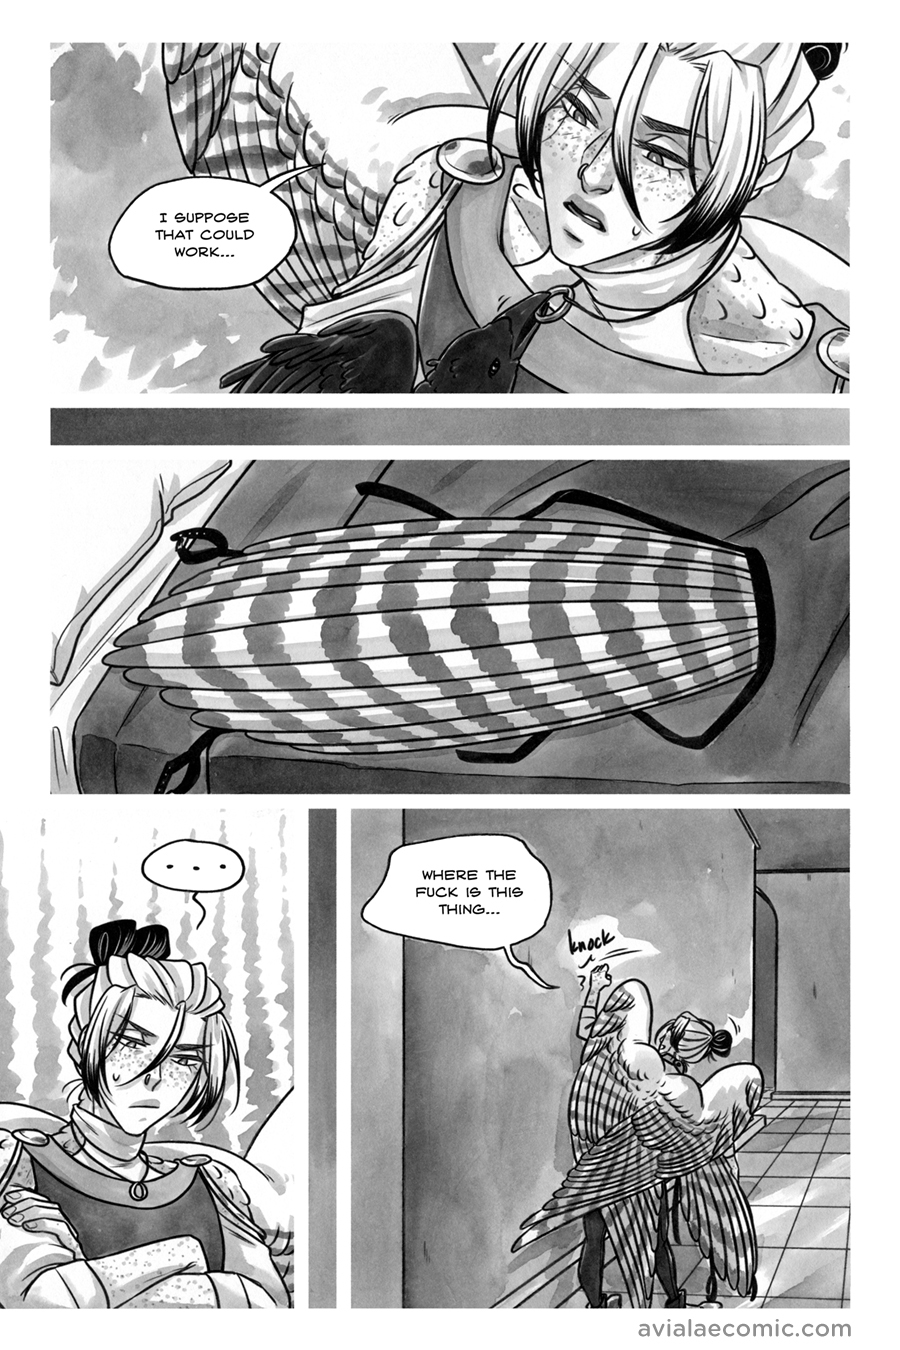 I SUPPOSE
THAT COULD
WORK...
. . .
WHERE THE
FUCK IS THIS
THING...
knock
avialaecomic.com